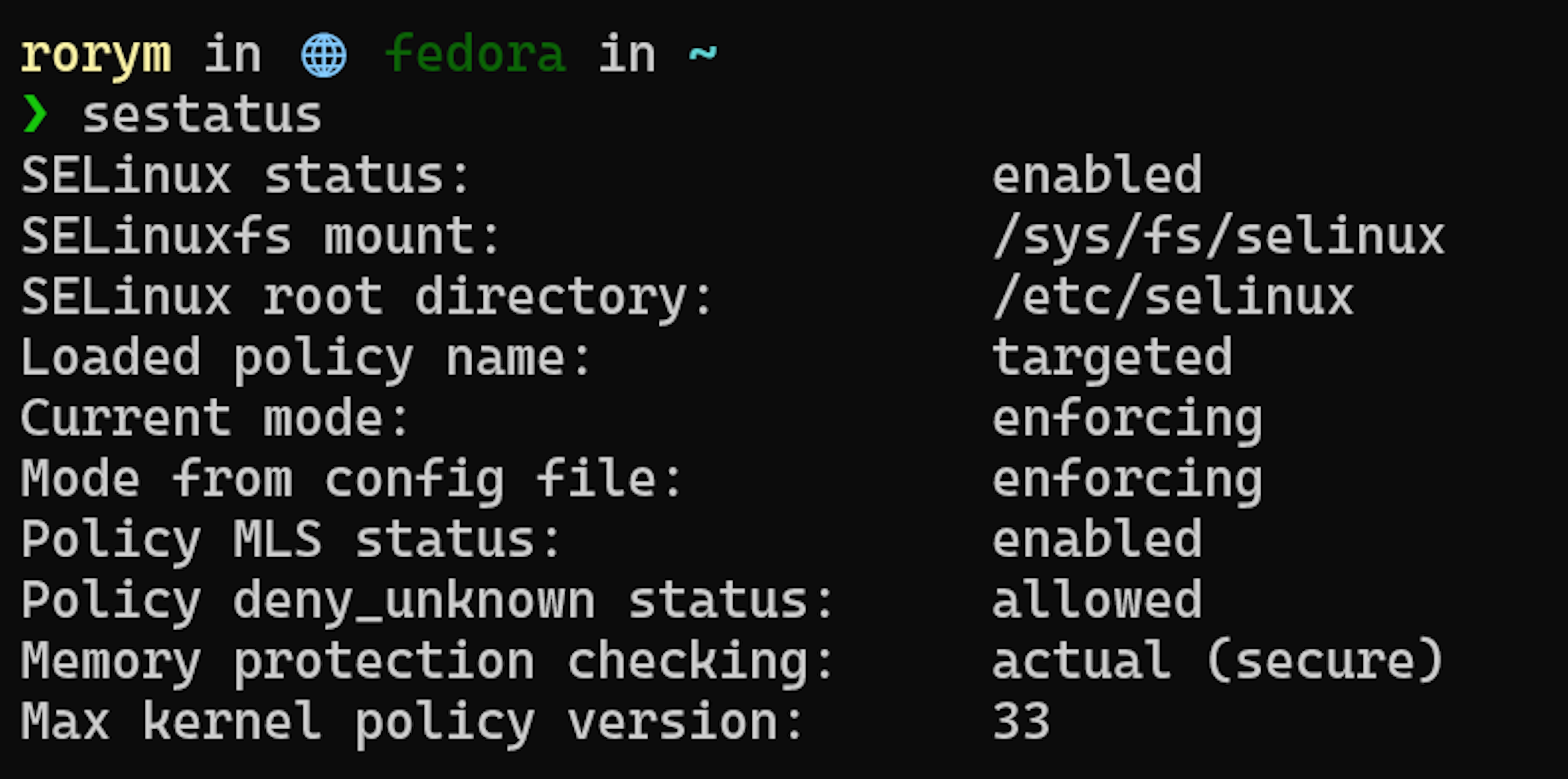 rorym in 🌐 fedora in ~
❯ sestatus
SELinux status:                 enabled
SELinuxfs mount:                /sys/fs/selinux
SELinux root directory:         /etc/selinux
Loaded policy name:             targeted
Current mode:                   enforcing
Mode from config file:          enforcing
Policy MLS status:              enabled
Policy deny_unknown status:     allowed
Memory protection checking:     actual (secure)
Max kernel policy version:      33